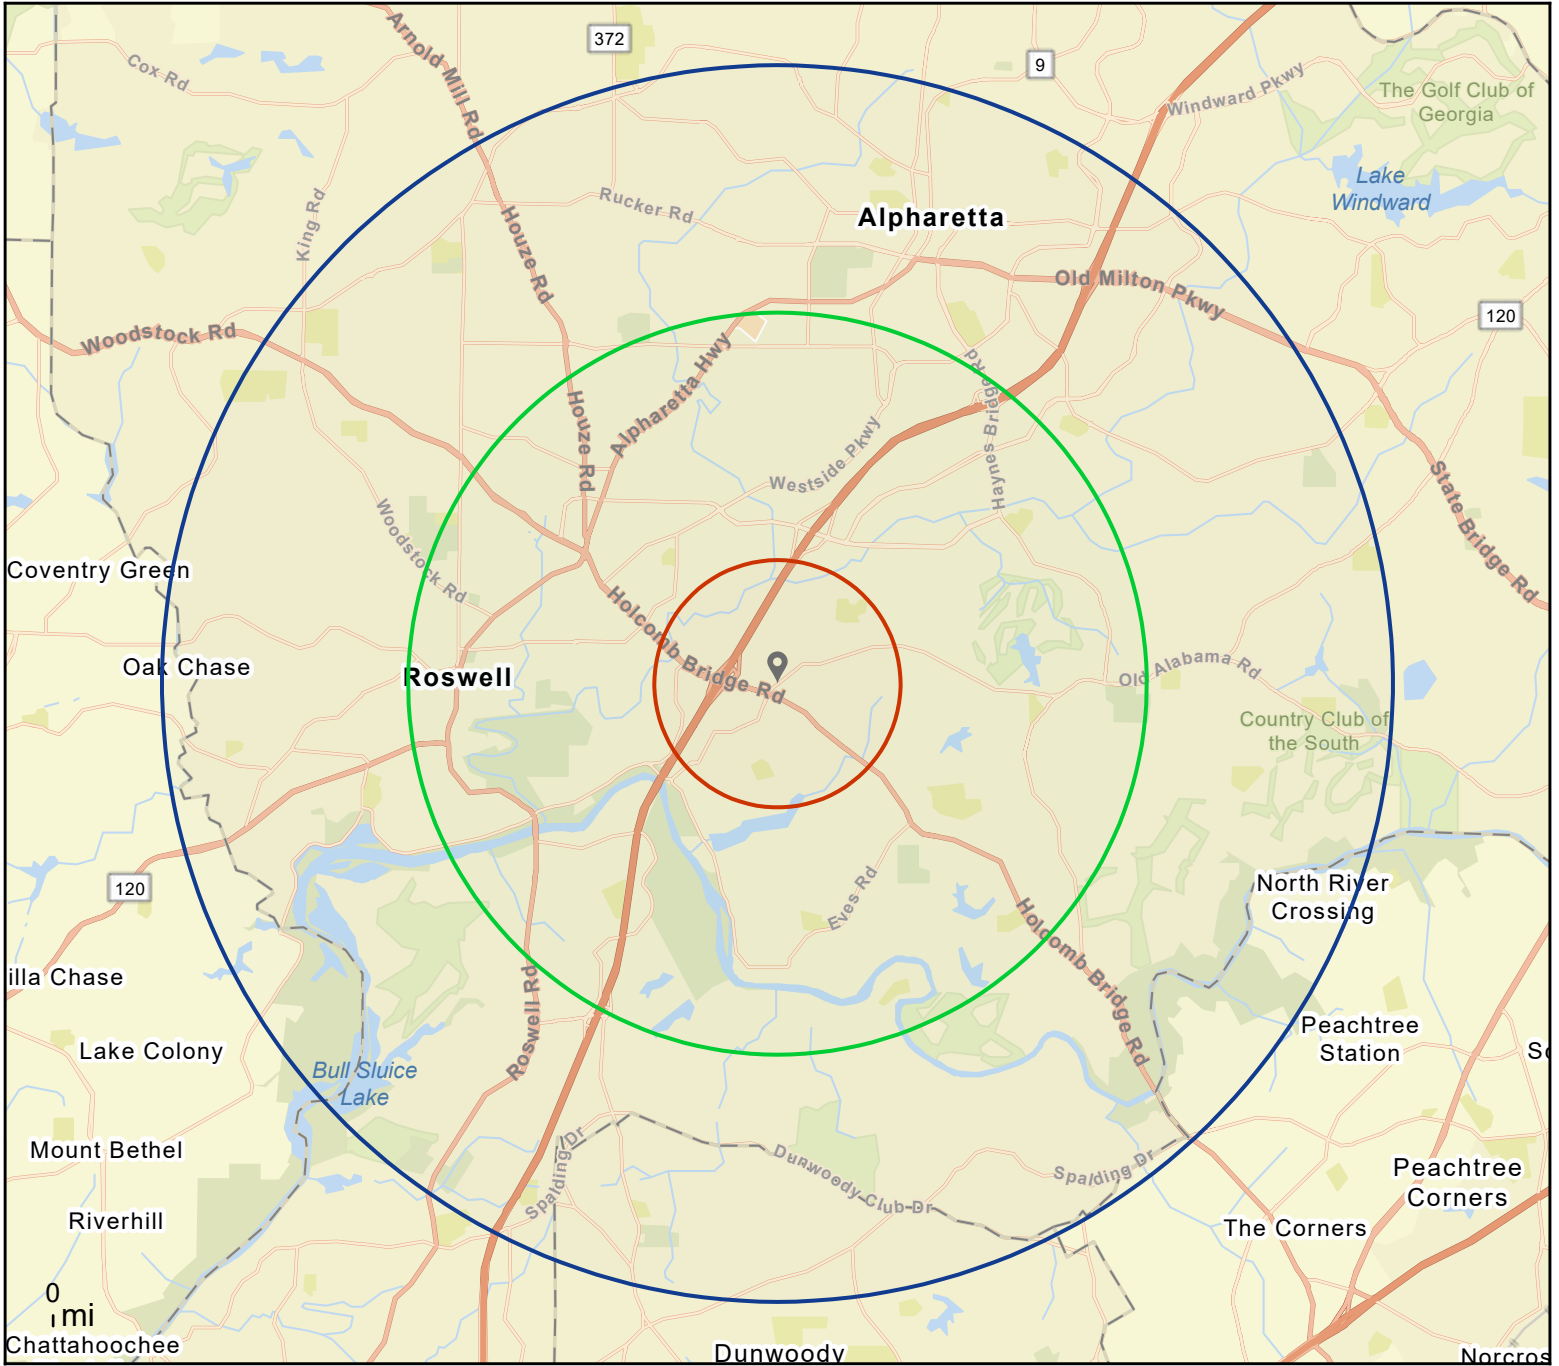 372
9
Arnold Mill Rd
Cox Rd
Windward Pkwy
The Golf Club of
Georgia
Lake
Windward
King Rd
Rucker Rd
Alpharetta
Houze Rd
Old Milton Pkwy
120
Woodstock Rd
Alpharetta Hwy
Haynes Bridge Rd
Houze Rd
Westside Pkwy
State Bridge Rd
Woodstock Rd
Coventry Green
Holcomb Bridge Rd
Oak Chase
Roswell
Old Alabama Rd
Country Club of
the South
120
Eves Rd
North River
Crossing
Holcomb Bridge Rd
illa Chase
Roswell Rd
Lake Colony
Peachtree
Station
So
Bull Sluice
Lake
Mount Bethel
Spalding Dr
Dunwoody Club Dr
Spalding Dr
Peachtree
Corners
Riverhill
The Corners
0
mi
Chattahoochee
Dunwoody
Norcros